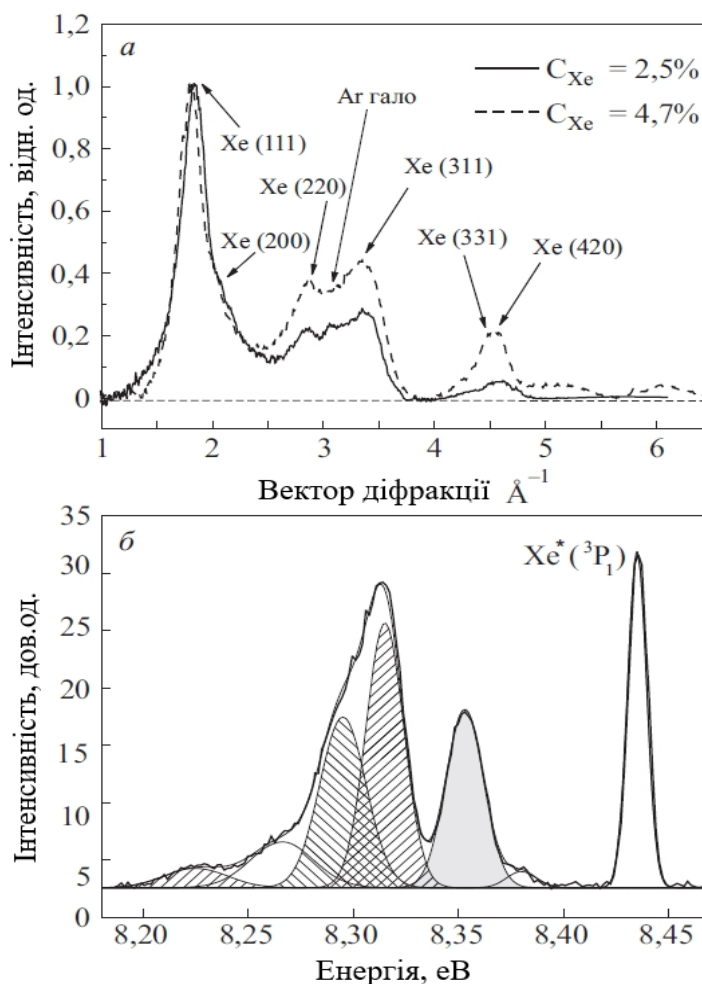 а
1,2
1,0
0,8
0,6
0,4
0,2
0
Інтенсивність, відн. од.
C Xe = 2,5%
C Xe = 4,7%
Ar гало
Xe (111)
Xe (311)
Xe (220)
Xe (200)
Xe (331)
Xe (420)
1 2 3 4 5 6
Вектор діфракції Å⁻¹
б
35
30
25
20
15
10
5
0
Інтенсивність, дов.од.
Xe* (³P₁)
8,20 8,25 8,30 8,35 8,40 8,45
Енергія, еВ